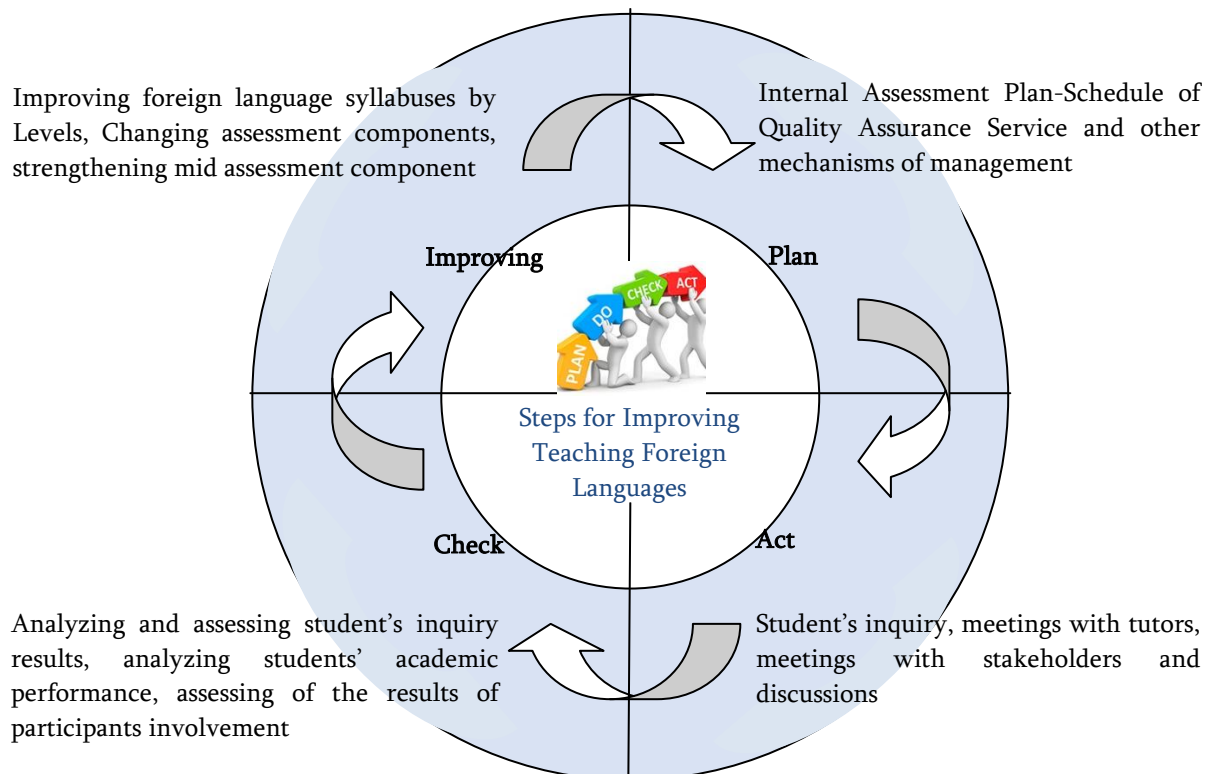 Improving foreign language syllabuses by
Levels, Changing assessment components,
strengthening mid assessment component
Internal Assessment Plan-Schedule of
Quality Assurance Service and other
mechanisms of management
Improving
Plan
PLAN
DO
CHECK
ACT
Steps for Improving
Teaching Foreign
Languages
Check
Act
Analyzing and assessing student’s inquiry
results, analyzing students’ academic
performance, assessing of the results of
participants involvement
Student’s inquiry, meetings with tutors,
meetings with stakeholders and
discussions